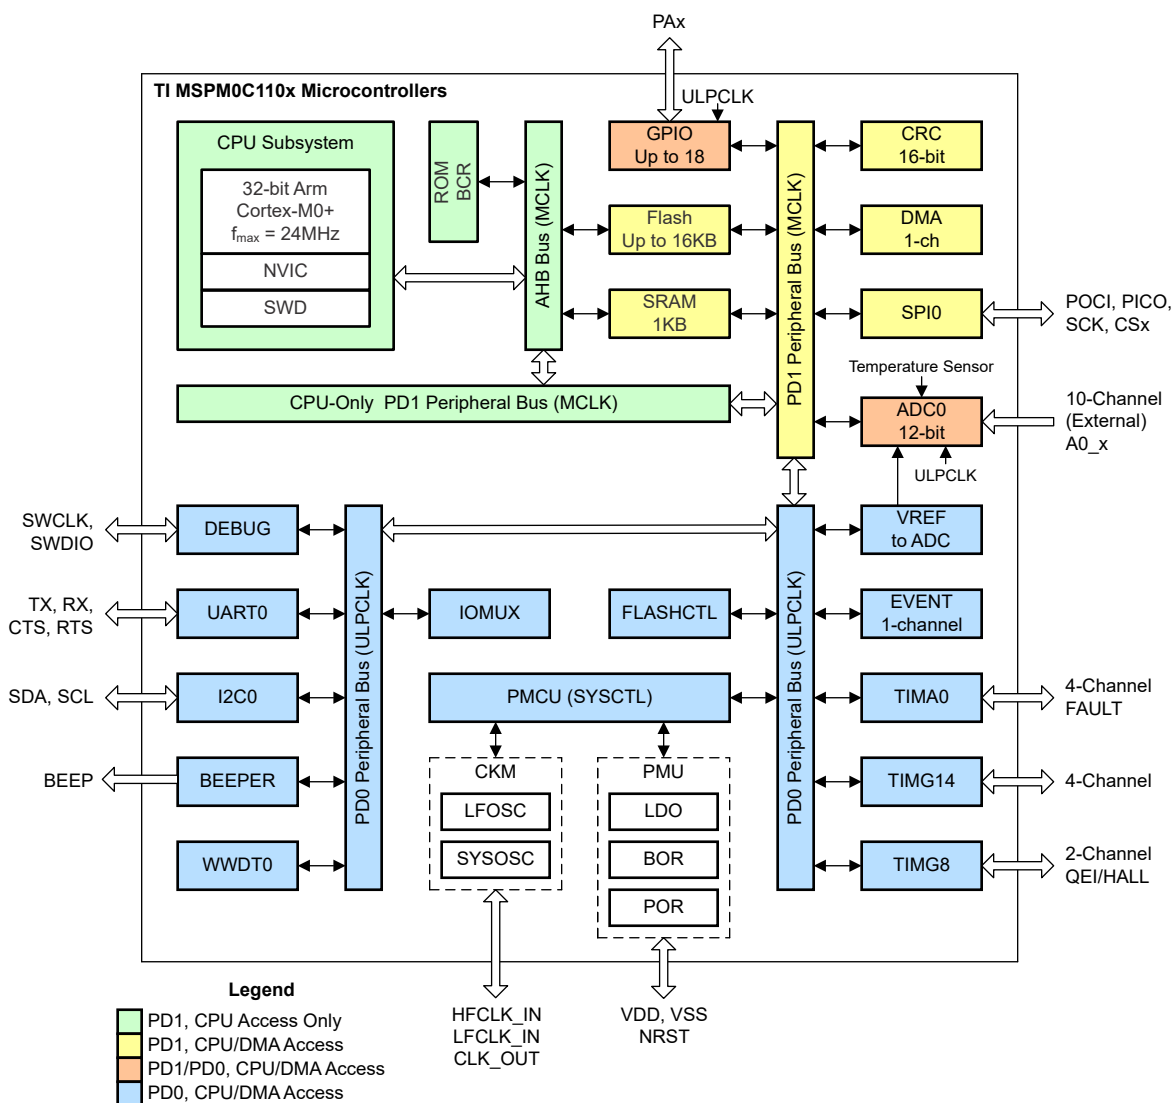 PAx
TI MSPM0C110x Microcontrollers
ULPCLK
CPU Subsystem
32-bit Arm
Cortex-M0+
fmax = 24MHz
NVIC
SWD
ROM
BCR
AHB Bus (MCLK)
GPIO
Up to 18
Flash
Up to 16KB
SRAM
1KB
PD1 Peripheral Bus (MCLK)
CRC
16-bit
DMA
1-ch
SPI0
POCI, PICO,
SCK, CSx
CPU-Only PD1 Peripheral Bus (MCLK)
Temperature Sensor
ADC0
12-bit
10-Channel
(External)
A0_x
ULPCLK
SWCLK,
SWDIO
DEBUG
VREF
to ADC
TX, RX,
CTS, RTS
UART0
PD0 Peripheral Bus (ULPCLK)
IOMUX
FLASHCTL
PD0 Peripheral Bus (ULPCLK)
EVENT
1-channel
SDA, SCL
I2C0
PMCU (SYSCTL)
TIMA0
4-Channel
FAULT
BEEP
BEEPER
CKM
LFOSC
SYSOSC
PMU
LDO
BOR
POR
TIMG14
4-Channel
WWDT0
TIMG8
2-Channel
QEI/HALL
HFCLK_IN
LFCLK_IN
CLK_OUT
VDD, VSS
NRST
Legend
PD1, CPU Access Only
PD1, CPU/DMA Access
PD1/PD0, CPU/DMA Access
PD0, CPU/DMA Access